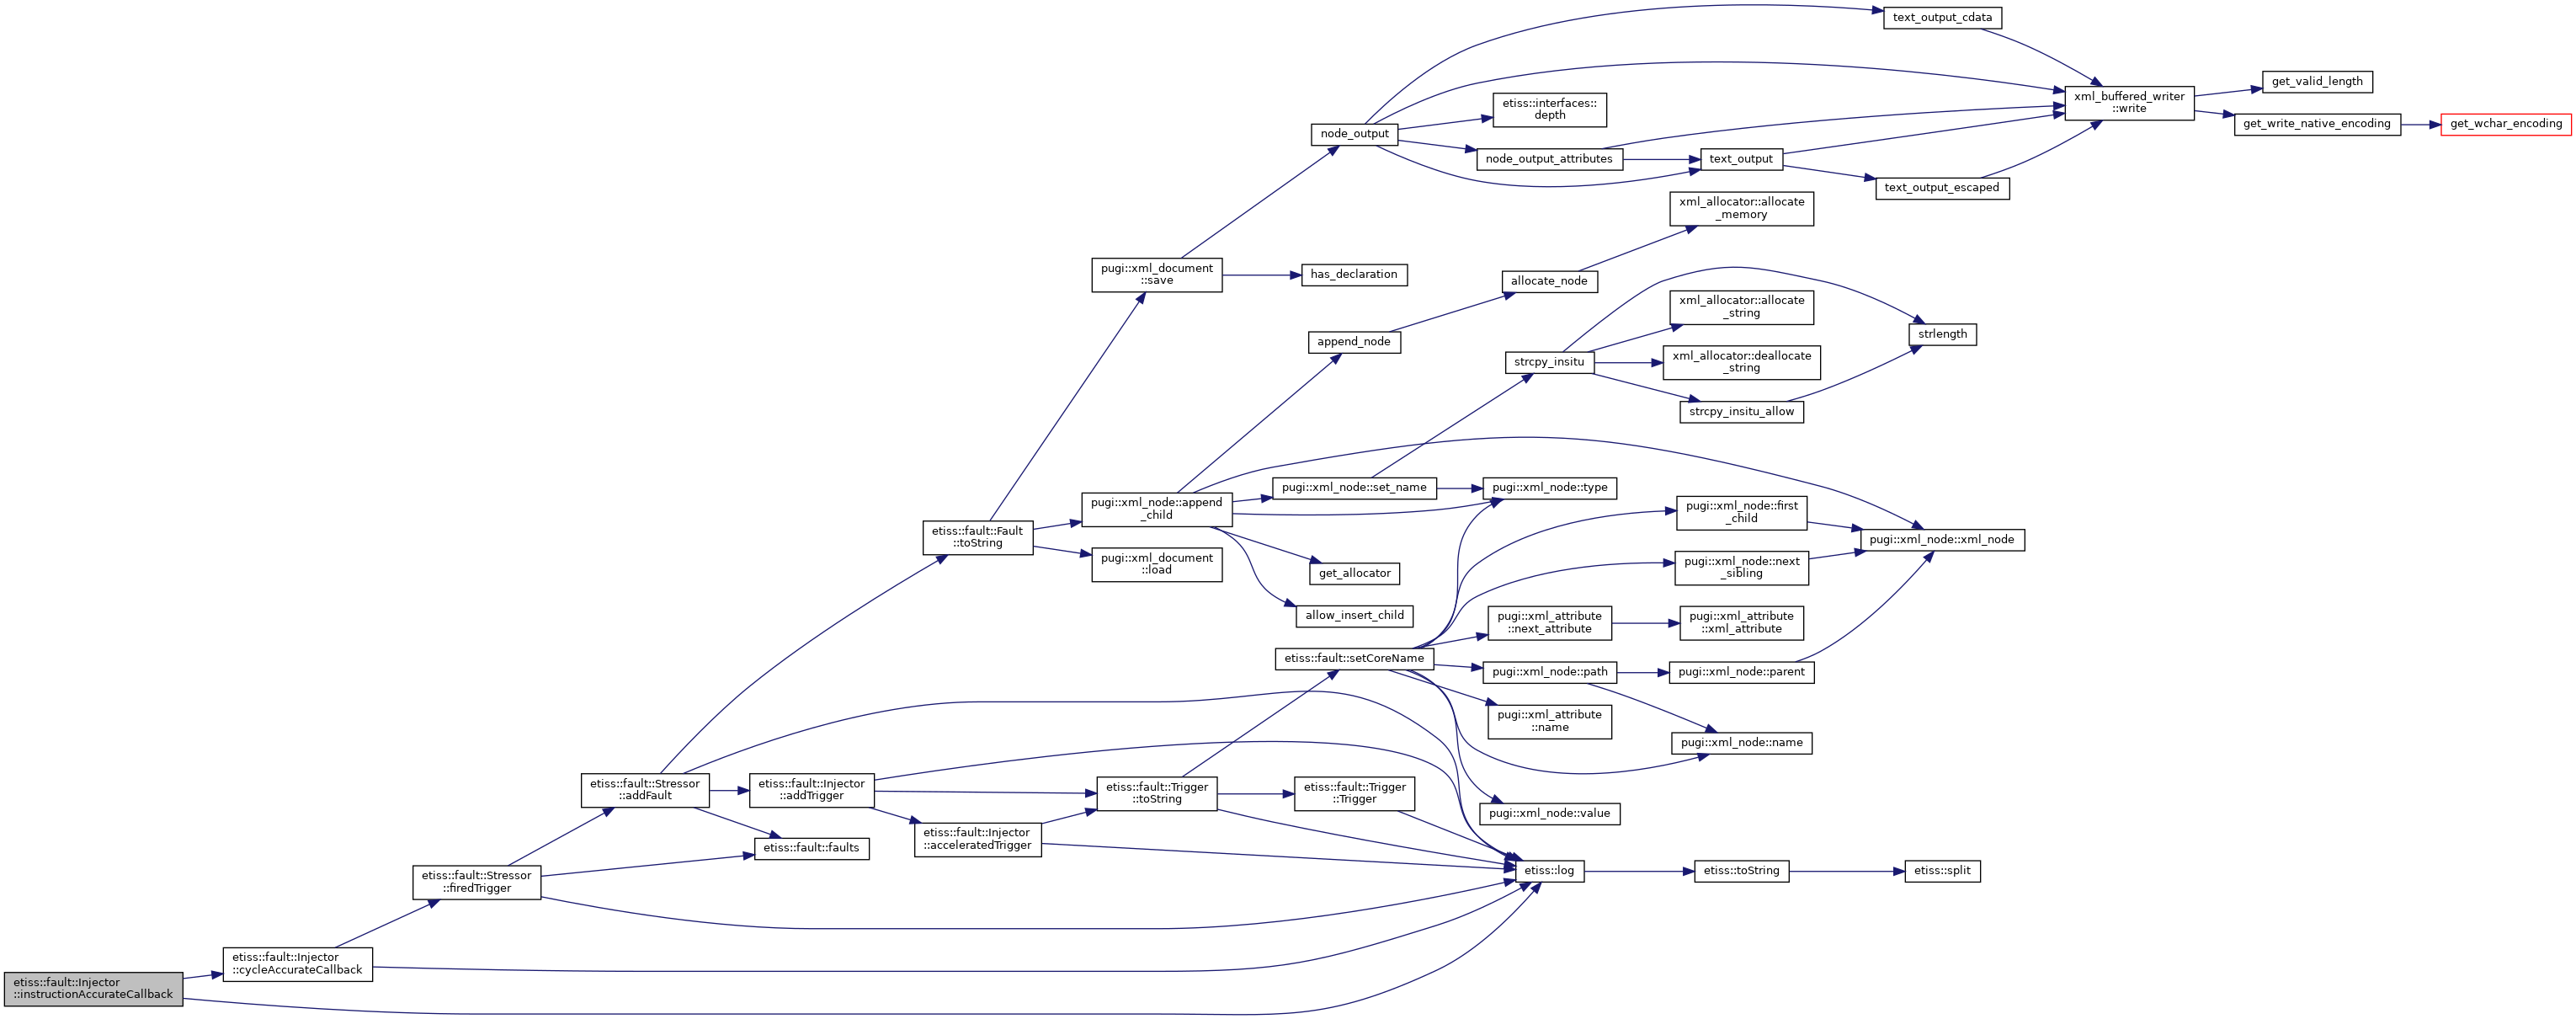 etiss::fault::Injector
::instructionAccurateCallback
etiss::fault::Injector
::cycleAccurateCallback
etiss::fault::Stressor
::firedTrigger
etiss::fault::Stressor
::addFault
etiss::fault::faults
etiss::fault::Injector
::addTrigger
etiss::fault::Injector
::acceleratedTrigger
etiss::fault::Fault
::toString
pugi::xml_document
::save
pugi::xml_node::append
_child
pugi::xml_document
::load
etiss::fault::Trigger
::toString
node_output
has_declaration
append_node
pugi::xml_node::set_name
get_allocator
allow_insert_child
etiss::fault::setCoreName
etiss::fault::Trigger
::Trigger
etiss::interfaces::
depth
node_output_attributes
allocate_node
strcpy_insitu
pugi::xml_node::type
pugi::xml_attribute
::next_attribute
pugi::xml_node::path
pugi::xml_attribute
::name
pugi::xml_node::value
etiss::log
text_output
xml_allocator::allocate
_memory
xml_allocator::allocate
_string
xml_allocator::deallocate
_string
strcpy_insitu_allow
pugi::xml_node::first
_child
pugi::xml_node::next
_sibling
pugi::xml_attribute
::xml_attribute
pugi::xml_node::parent
pugi::xml_node::name
etiss::toString
text_output_cdata
text_output_escaped
strlength
pugi::xml_node::xml_node
etiss::split
xml_buffered_writer
::write
get_valid_length
get_write_native_encoding
get_wchar_encoding